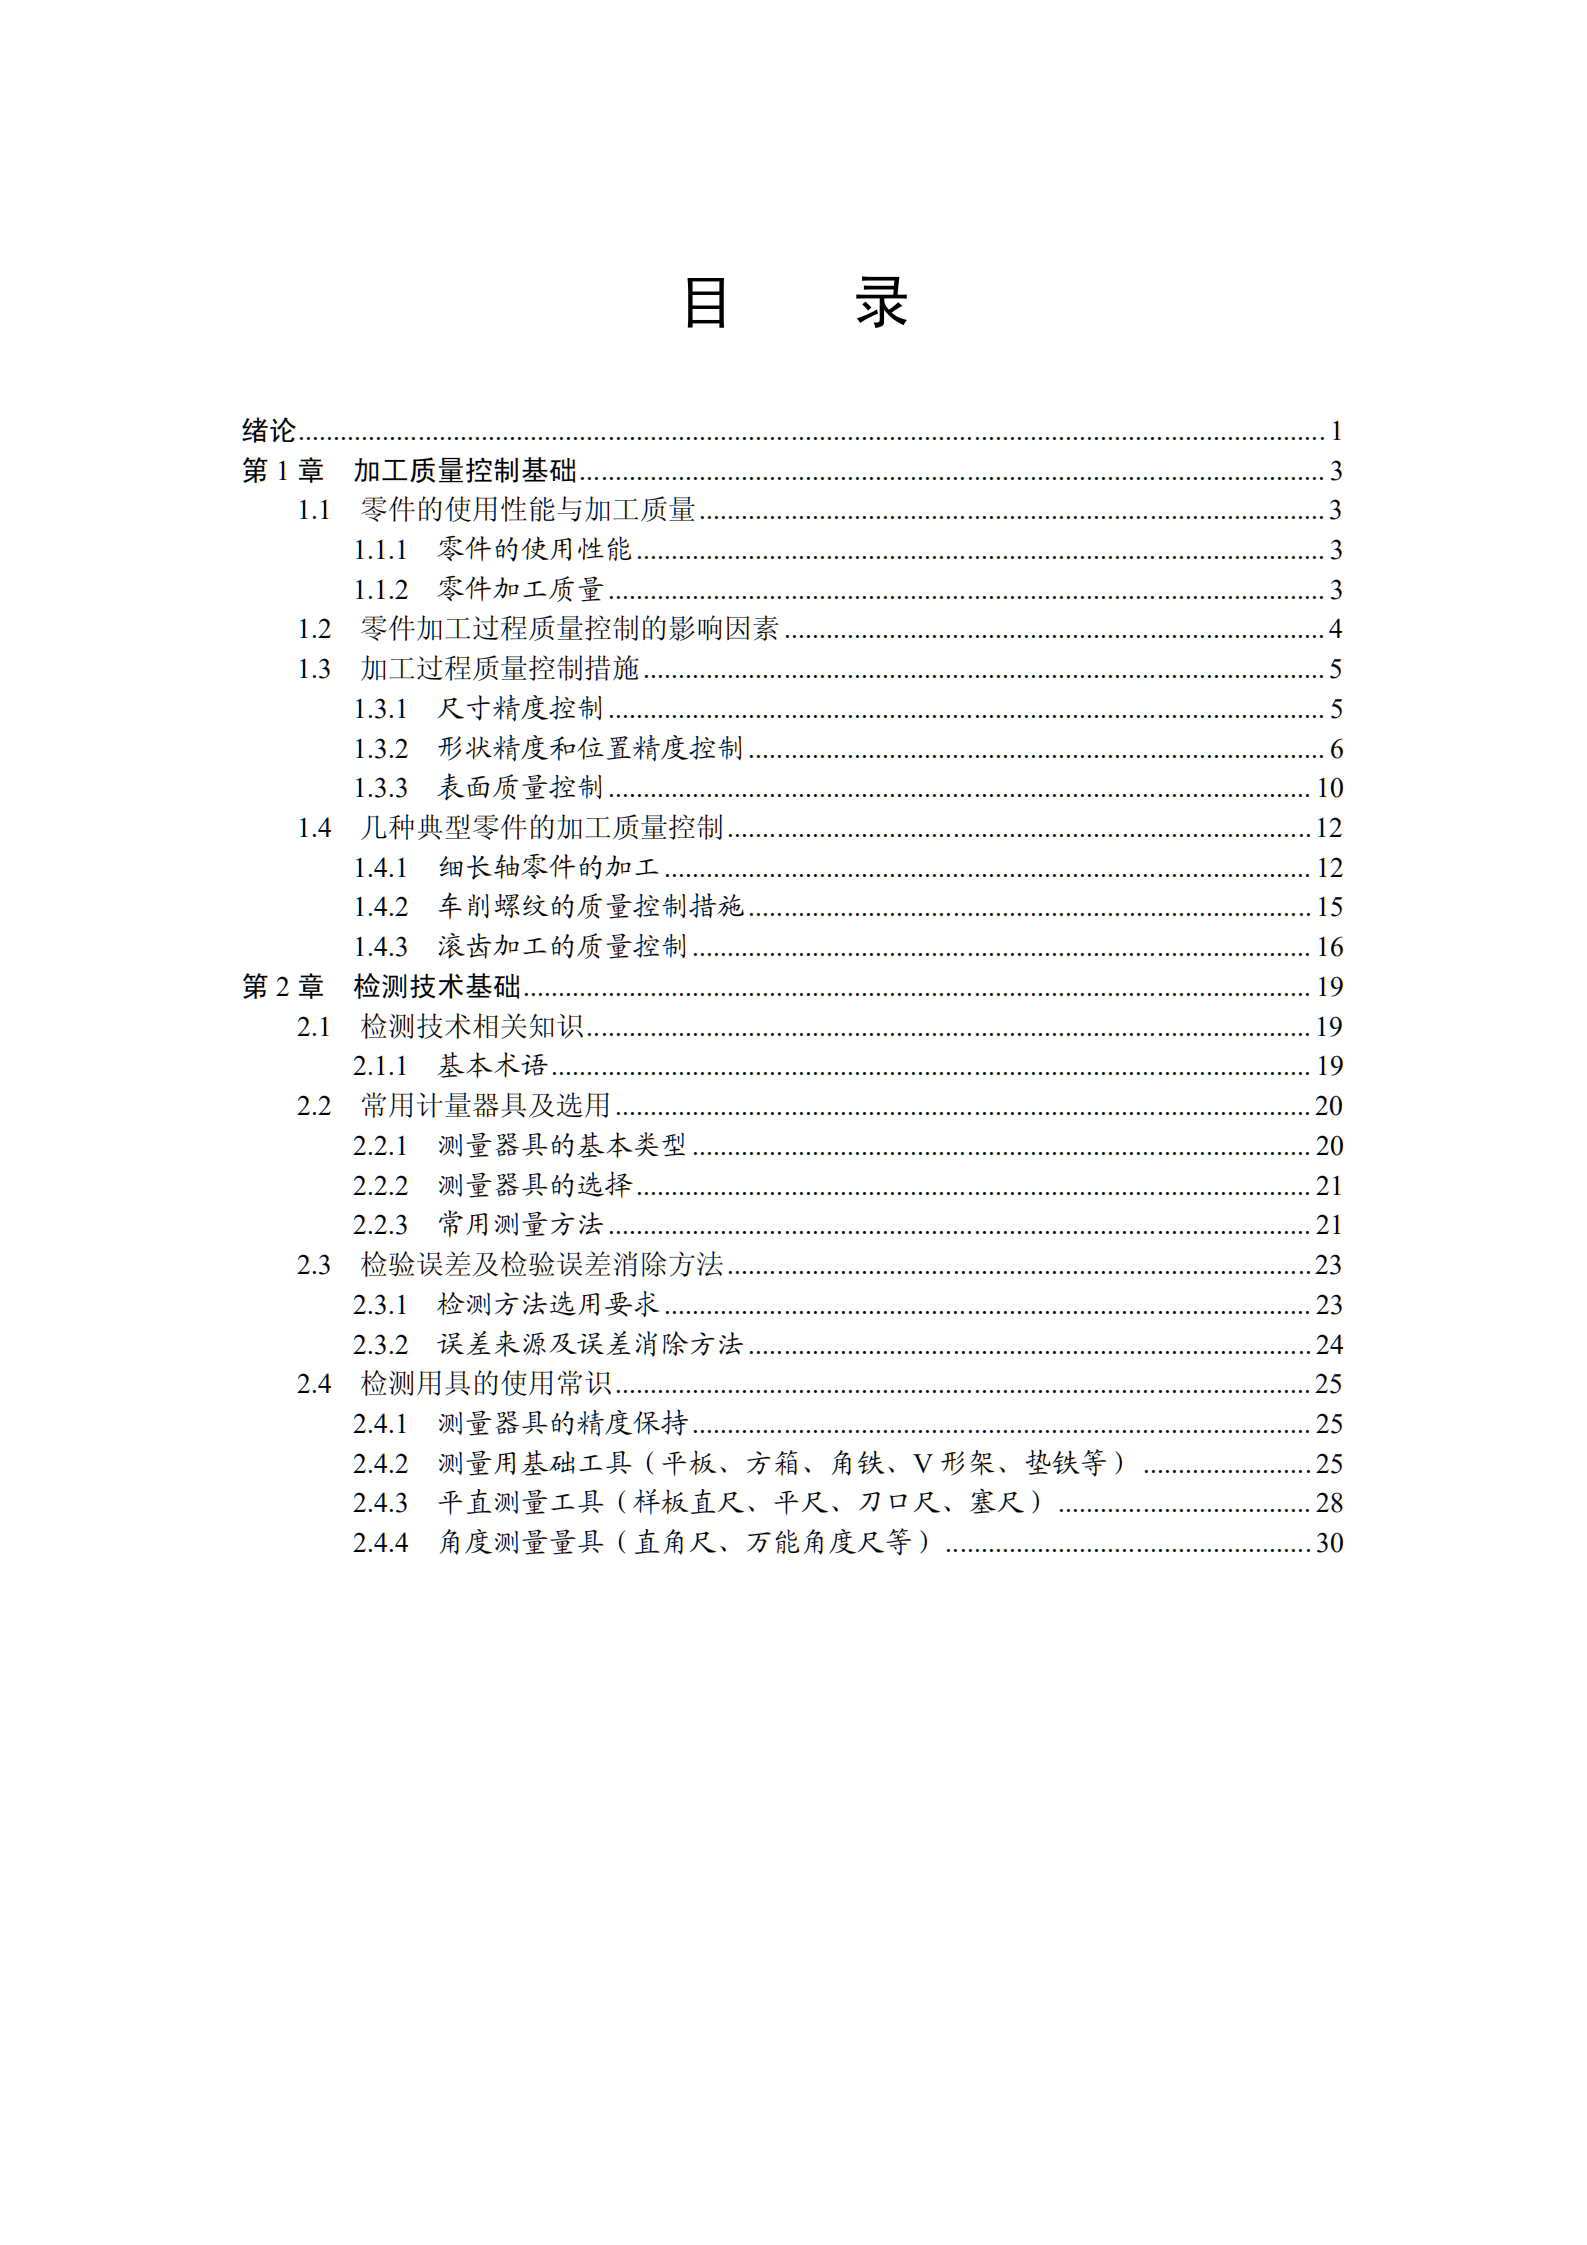 目 录
绪论 1
第 1 章 加工质量控制基础 3
1.1 零件的使用性能与加工质量 3
1.1.1 零件的使用性能 3
1.1.2 零件加工质量 3
1.2 零件加工过程质量控制的影响因素 4
1.3 加工过程质量控制措施 5
1.3.1 尺寸精度控制 5
1.3.2 形状精度和位置精度控制 6
1.3.3 表面质量控制 10
1.4 几种典型零件的加工质量控制 12
1.4.1 细长轴零件的加工 12
1.4.2 车削螺纹的质量控制措施 15
1.4.3 滚齿加工的质量控制 16
第 2 章 检测技术基础 19
2.1 检测技术相关知识 19
2.1.1 基本术语 19
2.2 常用计量器具及选用 20
2.2.1 测量器具的基本类型 20
2.2.2 测量器具的选择 21
2.2.3 常用测量方法 21
2.3 检验误差及检验误差消除方法 23
2.3.1 检测方法选用要求 23
2.3.2 误差来源及误差消除方法 24
2.4 检测用具的使用常识 25
2.4.1 测量器具的精度保持 25
2.4.2 测量用基础工具（平板、方箱、角铁、V 形架、垫铁等） 25
2.4.3 平直测量工具（样板直尺、平尺、刀口尺、塞尺） 28
2.4.4 角度测量量具（直角尺、万能角度尺等） 30